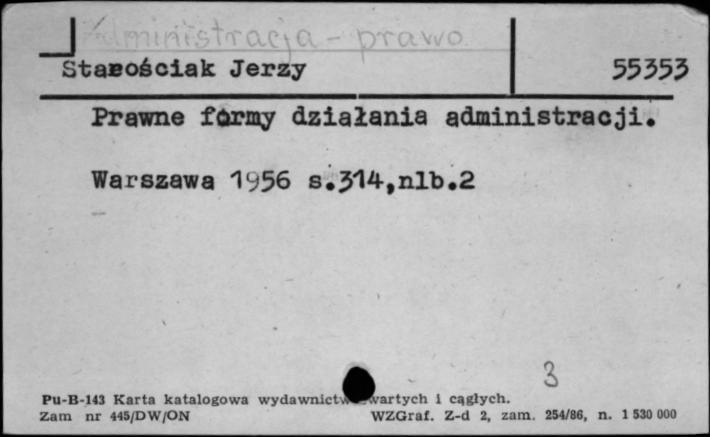 Administracja - prawo
Starościak Jerzy
55353
Prawne formy działania administracji.
Warszawa 1956 s.314,nlb.2
3
Pu-B-143 Karta katalogowa wydawnictw zwartych i ciągłych.
Zam nr 445/DW/ON WZGraf. Z-d 2, zam. 254/86, n. 1 530 000